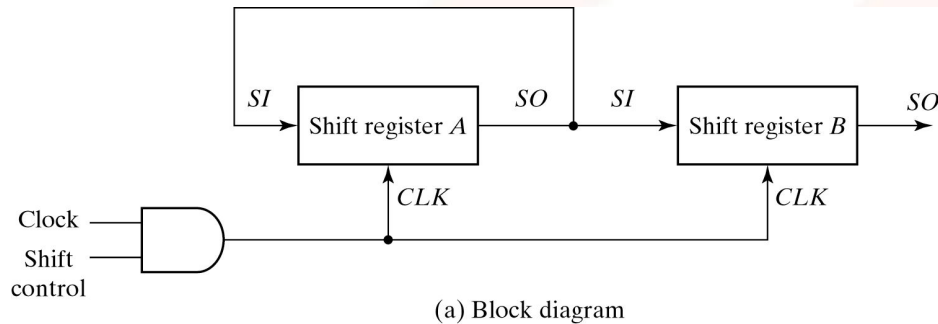 SI
SO
SI
SO
Shift register A
Shift register B
CLK
CLK
Clock
Shift
control
(a) Block diagram